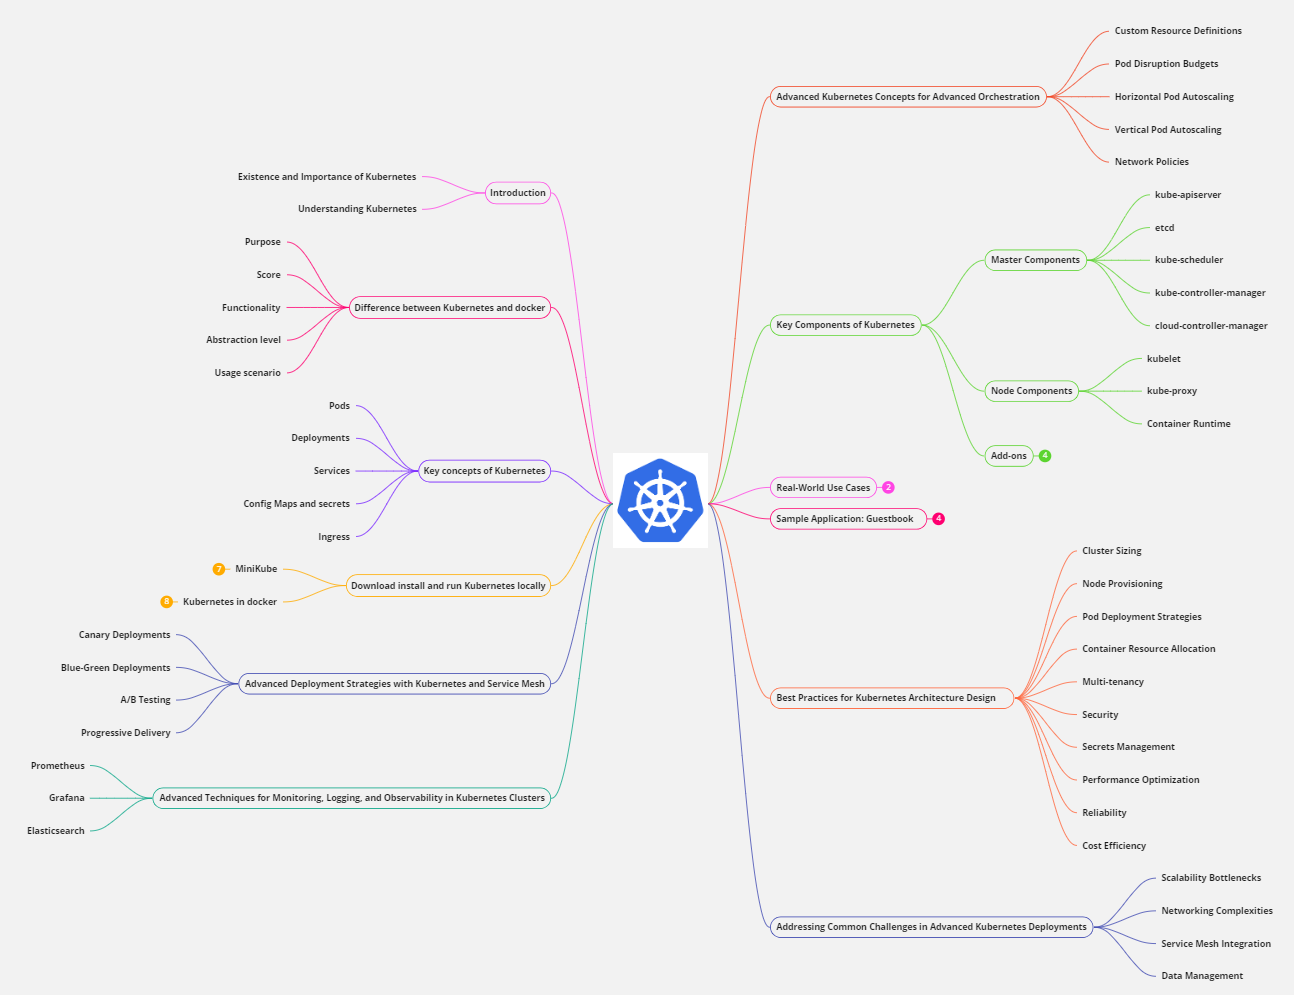 Introduction
Existence and Importance of Kubernetes
Understanding Kubernetes
Difference between Kubernetes and docker
Purpose
Score
Functionality
Abstraction level
Usage scenario
Key concepts of Kubernetes
Pods
Deployments
Services
Config Maps and secrets
Ingress
Download install and run Kubernetes locally
MiniKube
7
Kubernetes in docker
8
Advanced Deployment Strategies with Kubernetes and Service Mesh
Canary Deployments
Blue-Green Deployments
A/B Testing
Progressive Delivery
Advanced Techniques for Monitoring, Logging, and Observability in Kubernetes Clusters
Prometheus
Grafana
Elasticsearch
Advanced Kubernetes Concepts for Advanced Orchestration
Custom Resource Definitions
Pod Disruption Budgets
Horizontal Pod Autoscaling
Vertical Pod Autoscaling
Network Policies
Key Components of Kubernetes
Master Components
kube-apiserver
etcd
kube-scheduler
kube-controller-manager
cloud-controller-manager
Node Components
kubelet
kube-proxy
Container Runtime
Add-ons
4
Real-World Use Cases
2
Sample Application: Guestbook
4
Best Practices for Kubernetes Architecture Design
Cluster Sizing
Node Provisioning
Pod Deployment Strategies
Container Resource Allocation
Multi-tenancy
Security
Secrets Management
Performance Optimization
Reliability
Cost Efficiency
Addressing Common Challenges in Advanced Kubernetes Deployments
Scalability Bottlenecks
Networking Complexities
Service Mesh Integration
Data Management